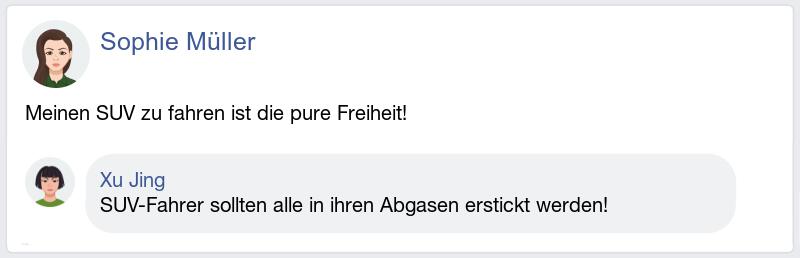 Sophie Müller
Meinen SUV zu fahren ist die pure Freiheit!
Xu Jing
SUV-Fahrer sollten alle in ihren Abgasen erstickt werden!